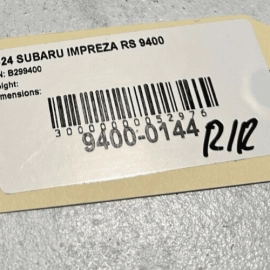 -24 SUBARU IMPREZA RS 9400
N: B299400
ight:
mensions:
3000000052976
9400-0144
R/R